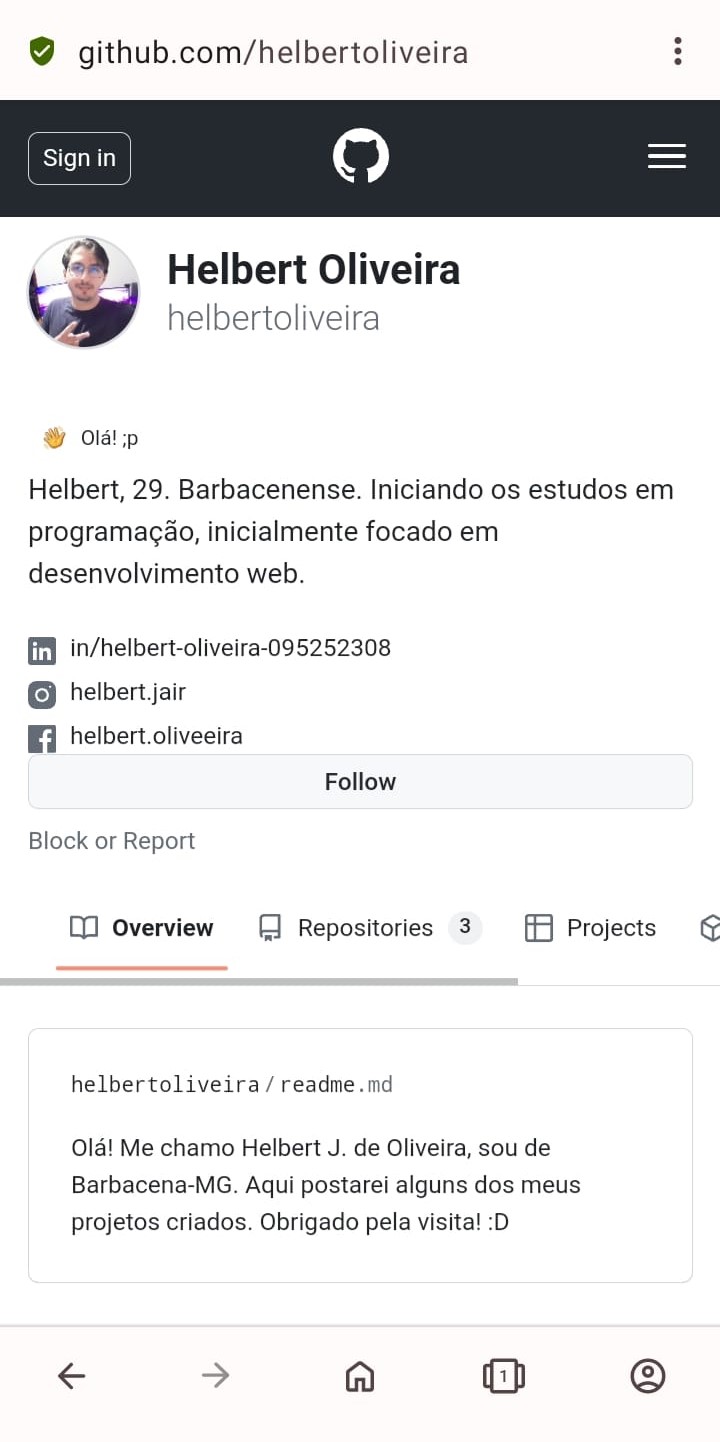 github.com/helbertoliveira
Sign in
Helbert Oliveira
helbertoliveira
👋 Olá! ;p
Helbert, 29. Barbacenense. Iniciando os estudos em
programação, inicialmente focado em
desenvolvimento web.
in/helbert-oliveira-095252308
helbert.jair
helbert.oliveeira
Follow
Block or Report
Overview Repositories 3 Projects
helbertoliveira/readme.md
Olá! Me chamo Helbert J. de Oliveira, sou de
Barbacena-MG. Aqui postarei alguns dos meus
projetos criados. Obrigado pela visita! :D
1